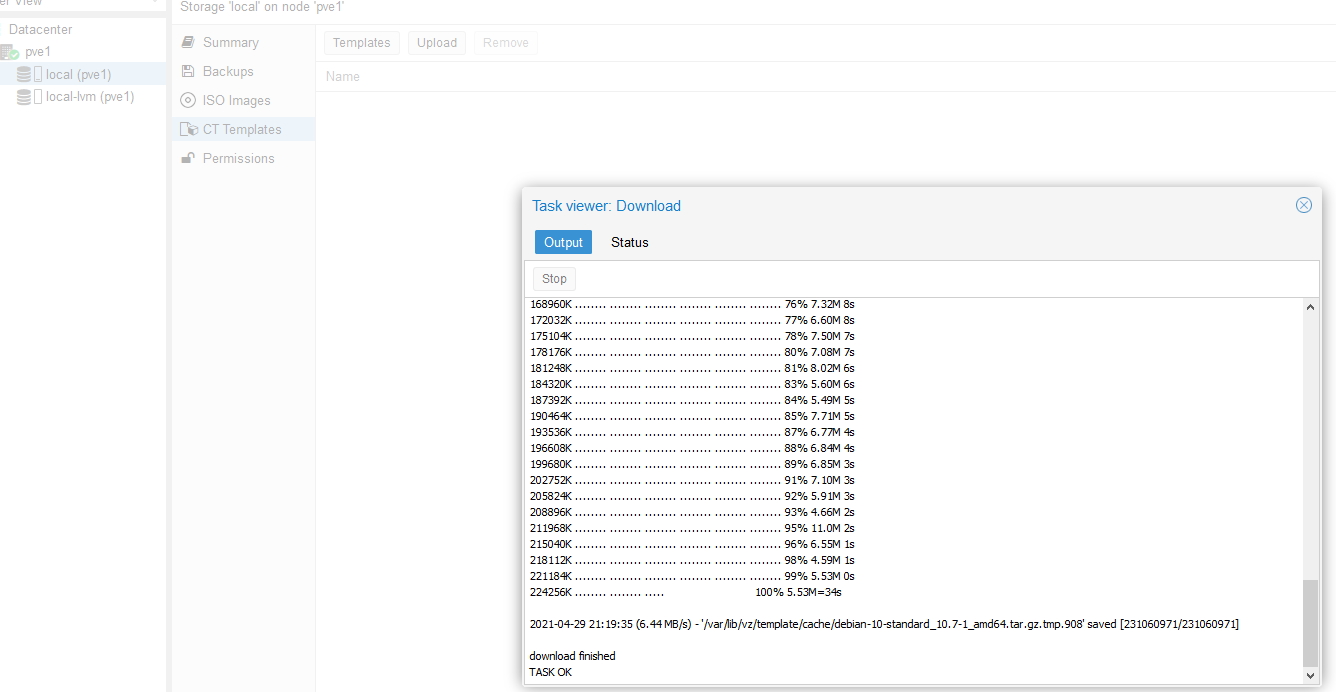 er View
Storage 'local' on node 'pve1'
Datacenter
pve1
local (pve1)
local-lvm (pve1)
Summary
Backups
ISO Images
CT Templates
Permissions
Templates Upload Remove
Name
Task viewer: Download
Output Status
Stop
168960K ........ ........ ........ ........ ........ ........ 76% 7.32M 8s
172032K ........ ........ ........ ........ ........ ........ 77% 6.60M 8s
175104K ........ ........ ........ ........ ........ ........ 78% 7.50M 7s
178176K ........ ........ ........ ........ ........ ........ 80% 7.08M 7s
181248K ........ ........ ........ ........ ........ ........ 81% 8.02M 6s
184320K ........ ........ ........ ........ ........ ........ 83% 5.60M 6s
187392K ........ ........ ........ ........ ........ ........ 84% 5.49M 5s
190464K ........ ........ ........ ........ ........ ........ 85% 7.71M 5s
193536K ........ ........ ........ ........ ........ ........ 87% 6.77M 4s
196608K ........ ........ ........ ........ ........ ........ 88% 6.84M 4s
199680K ........ ........ ........ ........ ........ ........ 89% 6.85M 3s
202752K ........ ........ ........ ........ ........ ........ 91% 7.10M 3s
205824K ........ ........ ........ ........ ........ ........ 92% 5.91M 3s
208896K ........ ........ ........ ........ ........ ........ 93% 4.66M 2s
211968K ........ ........ ........ ........ ........ ........ 95% 11.0M 2s
215040K ........ ........ ........ ........ ........ ........ 96% 6.55M 1s
218112K ........ ........ ........ ........ ........ ........ 98% 4.59M 1s
221184K ........ ........ ........ ........ ........ ........ 99% 5.53M 0s
224256K ........ ........ ..... 100% 5.53M=34s
2021-04-29 21:19:35 (6.44 MB/s) - '/var/lib/vz/template/cache/debian-10-standard_10.7-1_amd64.tar.gz.tmp.908' saved [231060971/231060971]
download finished
TASK OK